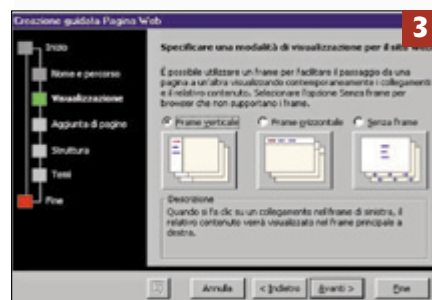 Creazione guidata Pagina Web
3
Inizio
Nome e percorso
Visualizzazione
Aggiunta di pagine
Struttura
Temi
Fine
Specificare una modalità di visualizzazione per il sito Web
È possibile utilizzare un frame per facilitare il passaggio da una
pagina a un'altra visualizzando contemporaneamente i collegamenti
e il relativo contenuto. Selezionare l'opzione Senza frame per
browser che non supportano i frame.
Frame verticale
Frame orizzontale
Senza frame
Descrizione
Quando si fa clic su un collegamento nel frame di sinistra, il
relativo contenuto verrà visualizzato nel frame principale a
destra.
Annulla
< Indietro
Avanti >
Fine